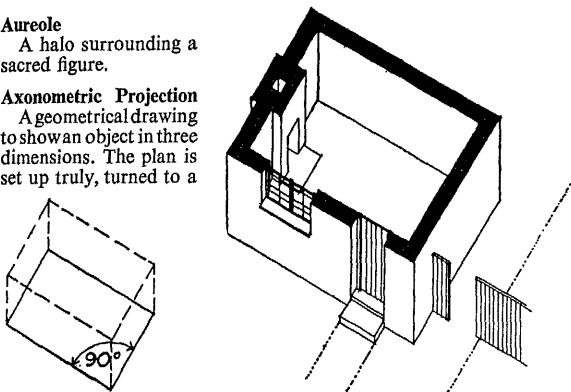 Aureole
A halo surrounding a
sacred figure.
Axonometric Projection
A geometrical drawing
to show an object in three
dimensions. The plan is
set up truly, turned to a
90°